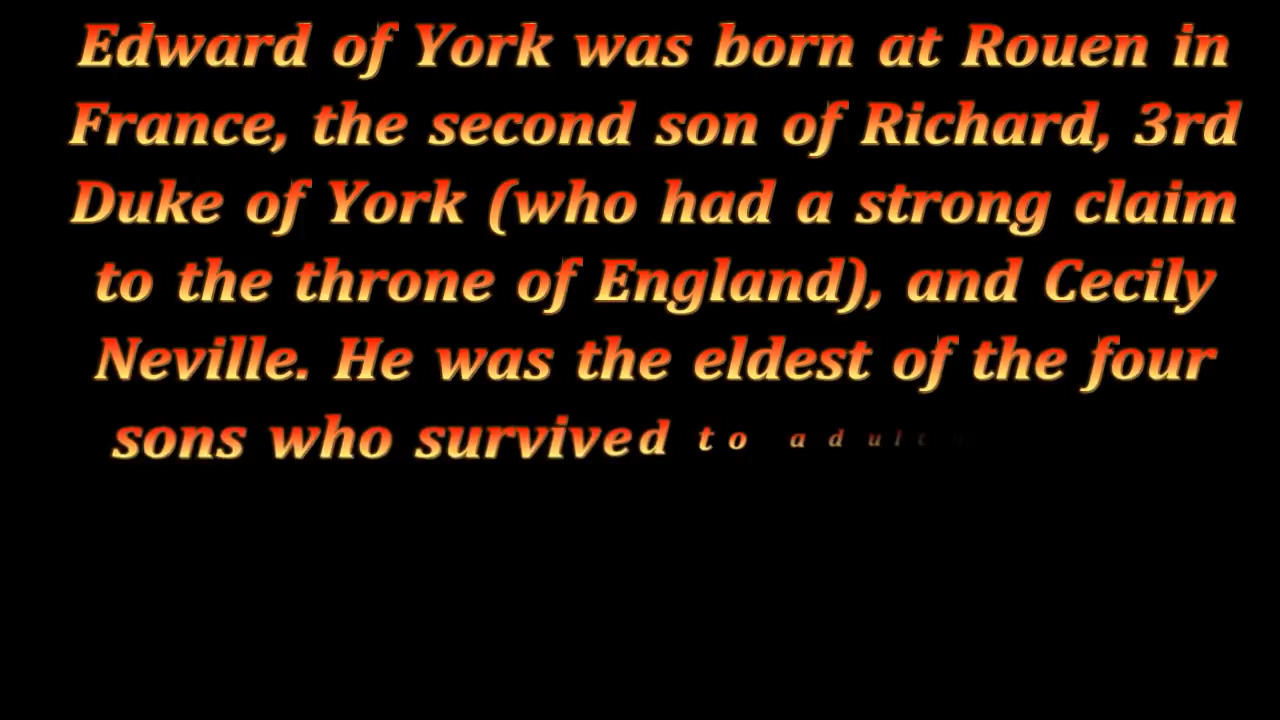 Edward of York was born at Rouen in
France, the second son of Richard, 3rd
Duke of York (who had a strong claim
to the throne of England), and Cecily
Neville. He was the eldest of the four
sons who survived to adult